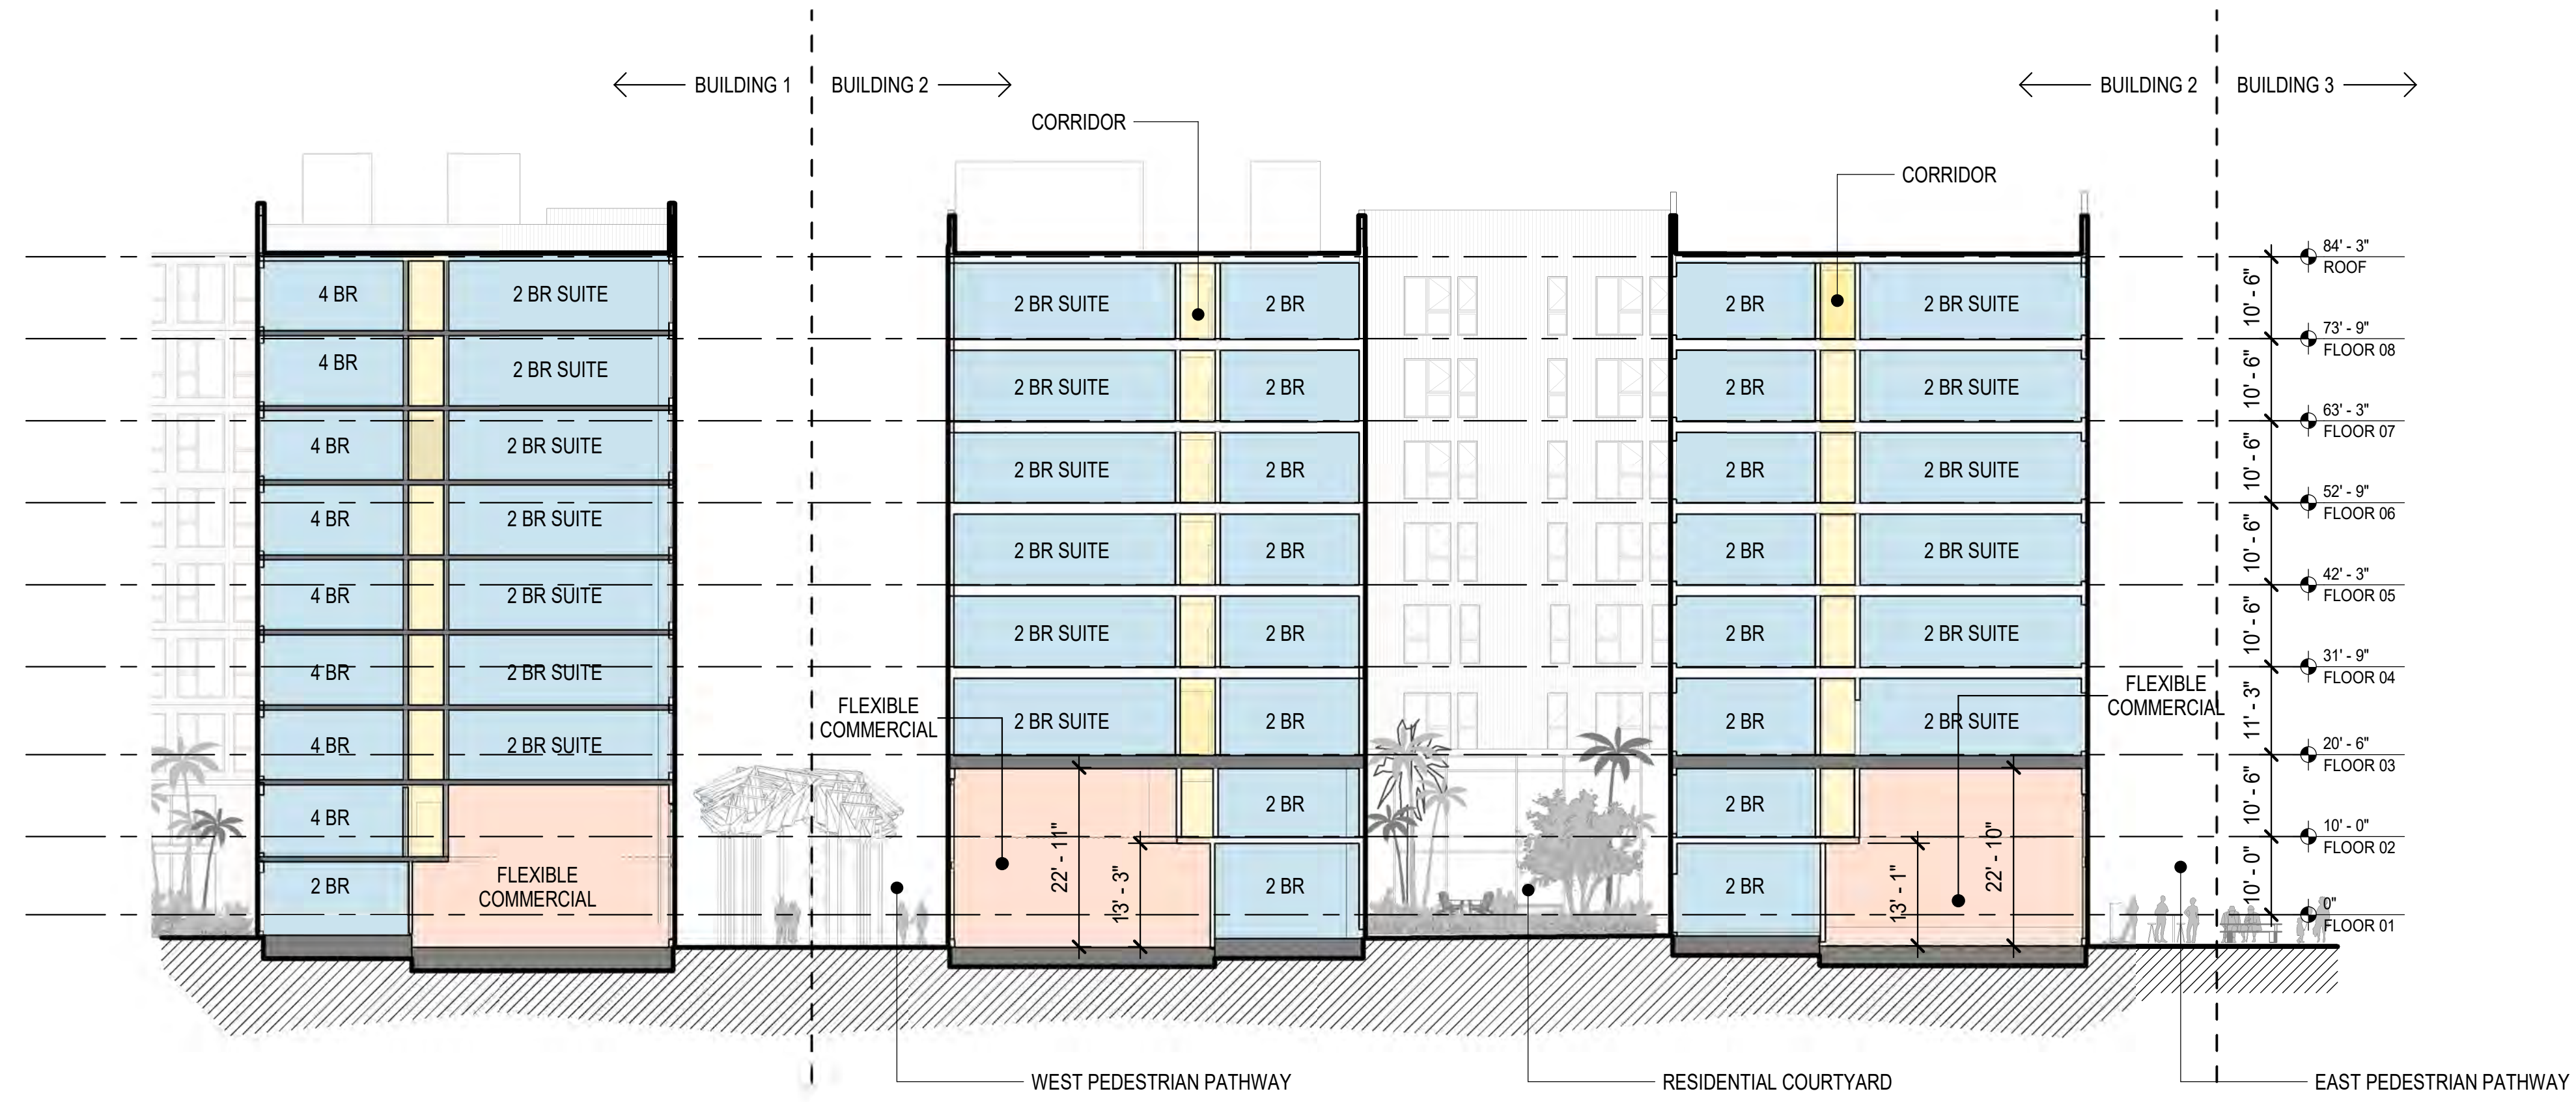 BUILDING 1
BUILDING 2
BUILDING 2
BUILDING 3
CORRIDOR
CORRIDOR
4 BR
2 BR SUITE
4 BR
2 BR SUITE
4 BR
2 BR SUITE
4 BR
2 BR SUITE
4 BR
2 BR SUITE
4 BR
2 BR SUITE
4 BR
2 BR SUITE
4 BR
2 BR
FLEXIBLE
COMMERCIAL
2 BR SUITE
2 BR
2 BR SUITE
2 BR
2 BR SUITE
2 BR
2 BR SUITE
2 BR
2 BR SUITE
2 BR
2 BR SUITE
2 BR
FLEXIBLE
COMMERCIAL
2 BR
2 BR
22' - 11"
13' - 3"
2 BR
2 BR SUITE
2 BR
2 BR SUITE
2 BR
2 BR SUITE
2 BR
2 BR SUITE
2 BR
2 BR SUITE
2 BR
2 BR SUITE
FLEXIBLE
COMMERCIAL
2 BR
2 BR
13' - 1"
22' - 10"
84' - 3"
ROOF
10' - 6"
73' - 9"
FLOOR 08
10' - 6"
63' - 3"
FLOOR 07
10' - 6"
52' - 9"
FLOOR 06
10' - 6"
42' - 3"
FLOOR 05
10' - 6"
31' - 9"
FLOOR 04
11' - 3"
20' - 6"
FLOOR 03
10' - 6"
10' - 0"
FLOOR 02
10' - 0"
0"
FLOOR 01
WEST PEDESTRIAN PATHWAY
RESIDENTIAL COURTYARD
EAST PEDESTRIAN PATHWAY